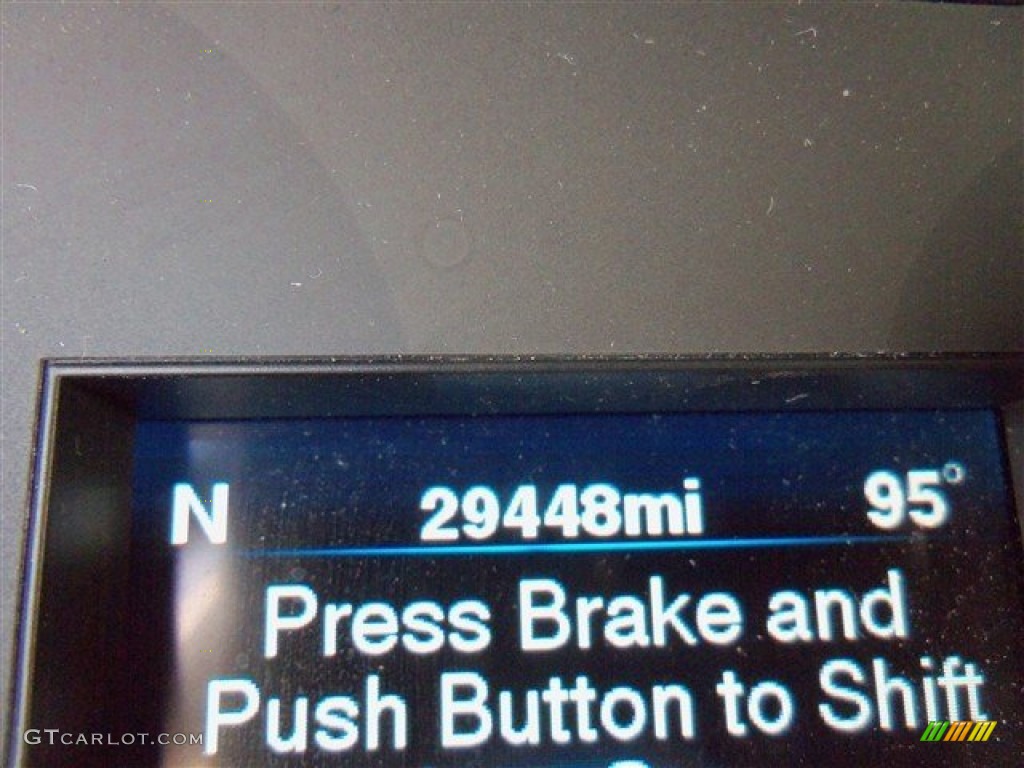 N 29448mi 95°
Press Brake and
Push Button to Shift
GTCARLOT.COM